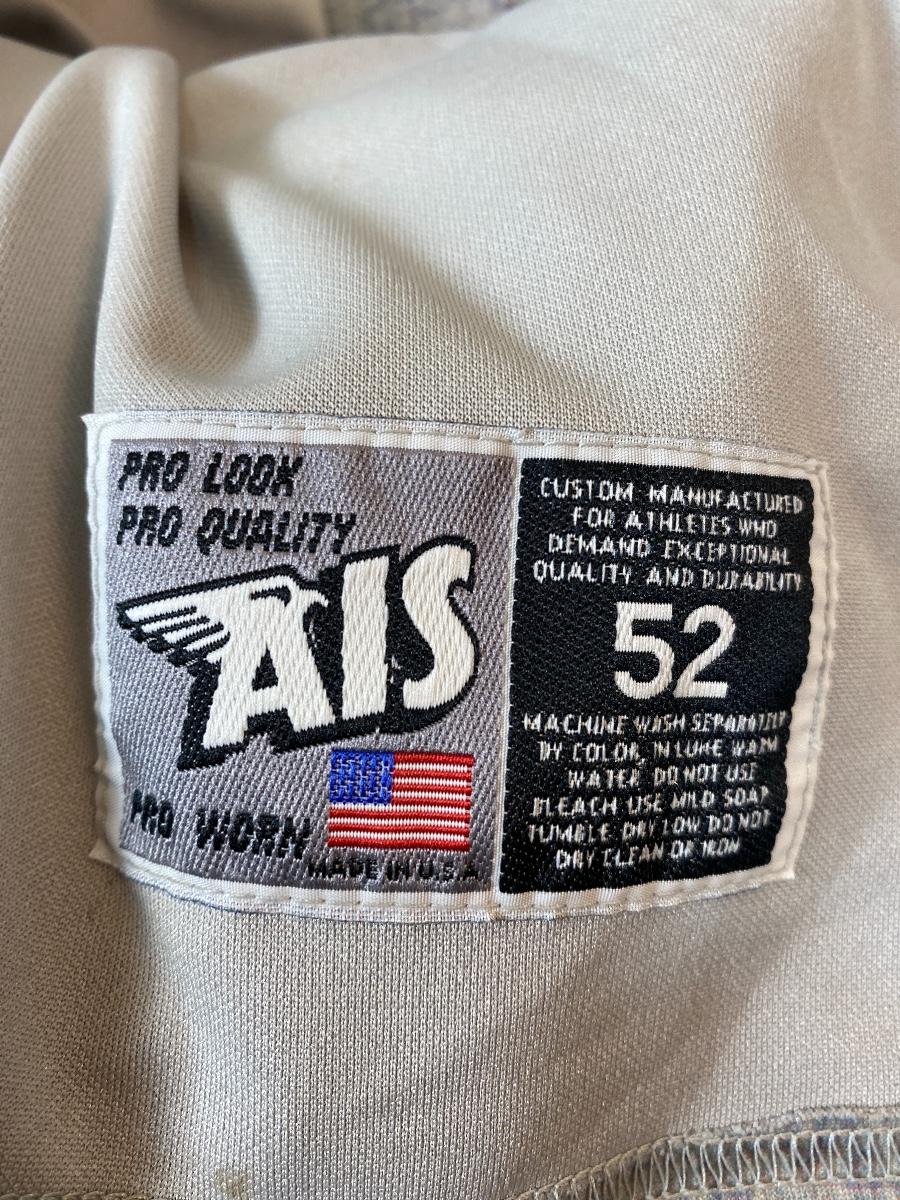 PRO LOOK
PRO QUALITY
AIS
PRO WORN
MADE IN U.S.A
CUSTOM MANUFACTURED
FOR ATHLETES WHO
DEMAND EXCEPTIONAL
QUALITY AND DURABILITY
52
MACHINE WASH SEPARATELY
BY COLOR, IN LUKE WARM
WATER. DO NOT USE
BLEACH USE MILD SOAP
TUMBLE DRY LOW DO NOT
DRY CLEAN OR IRON